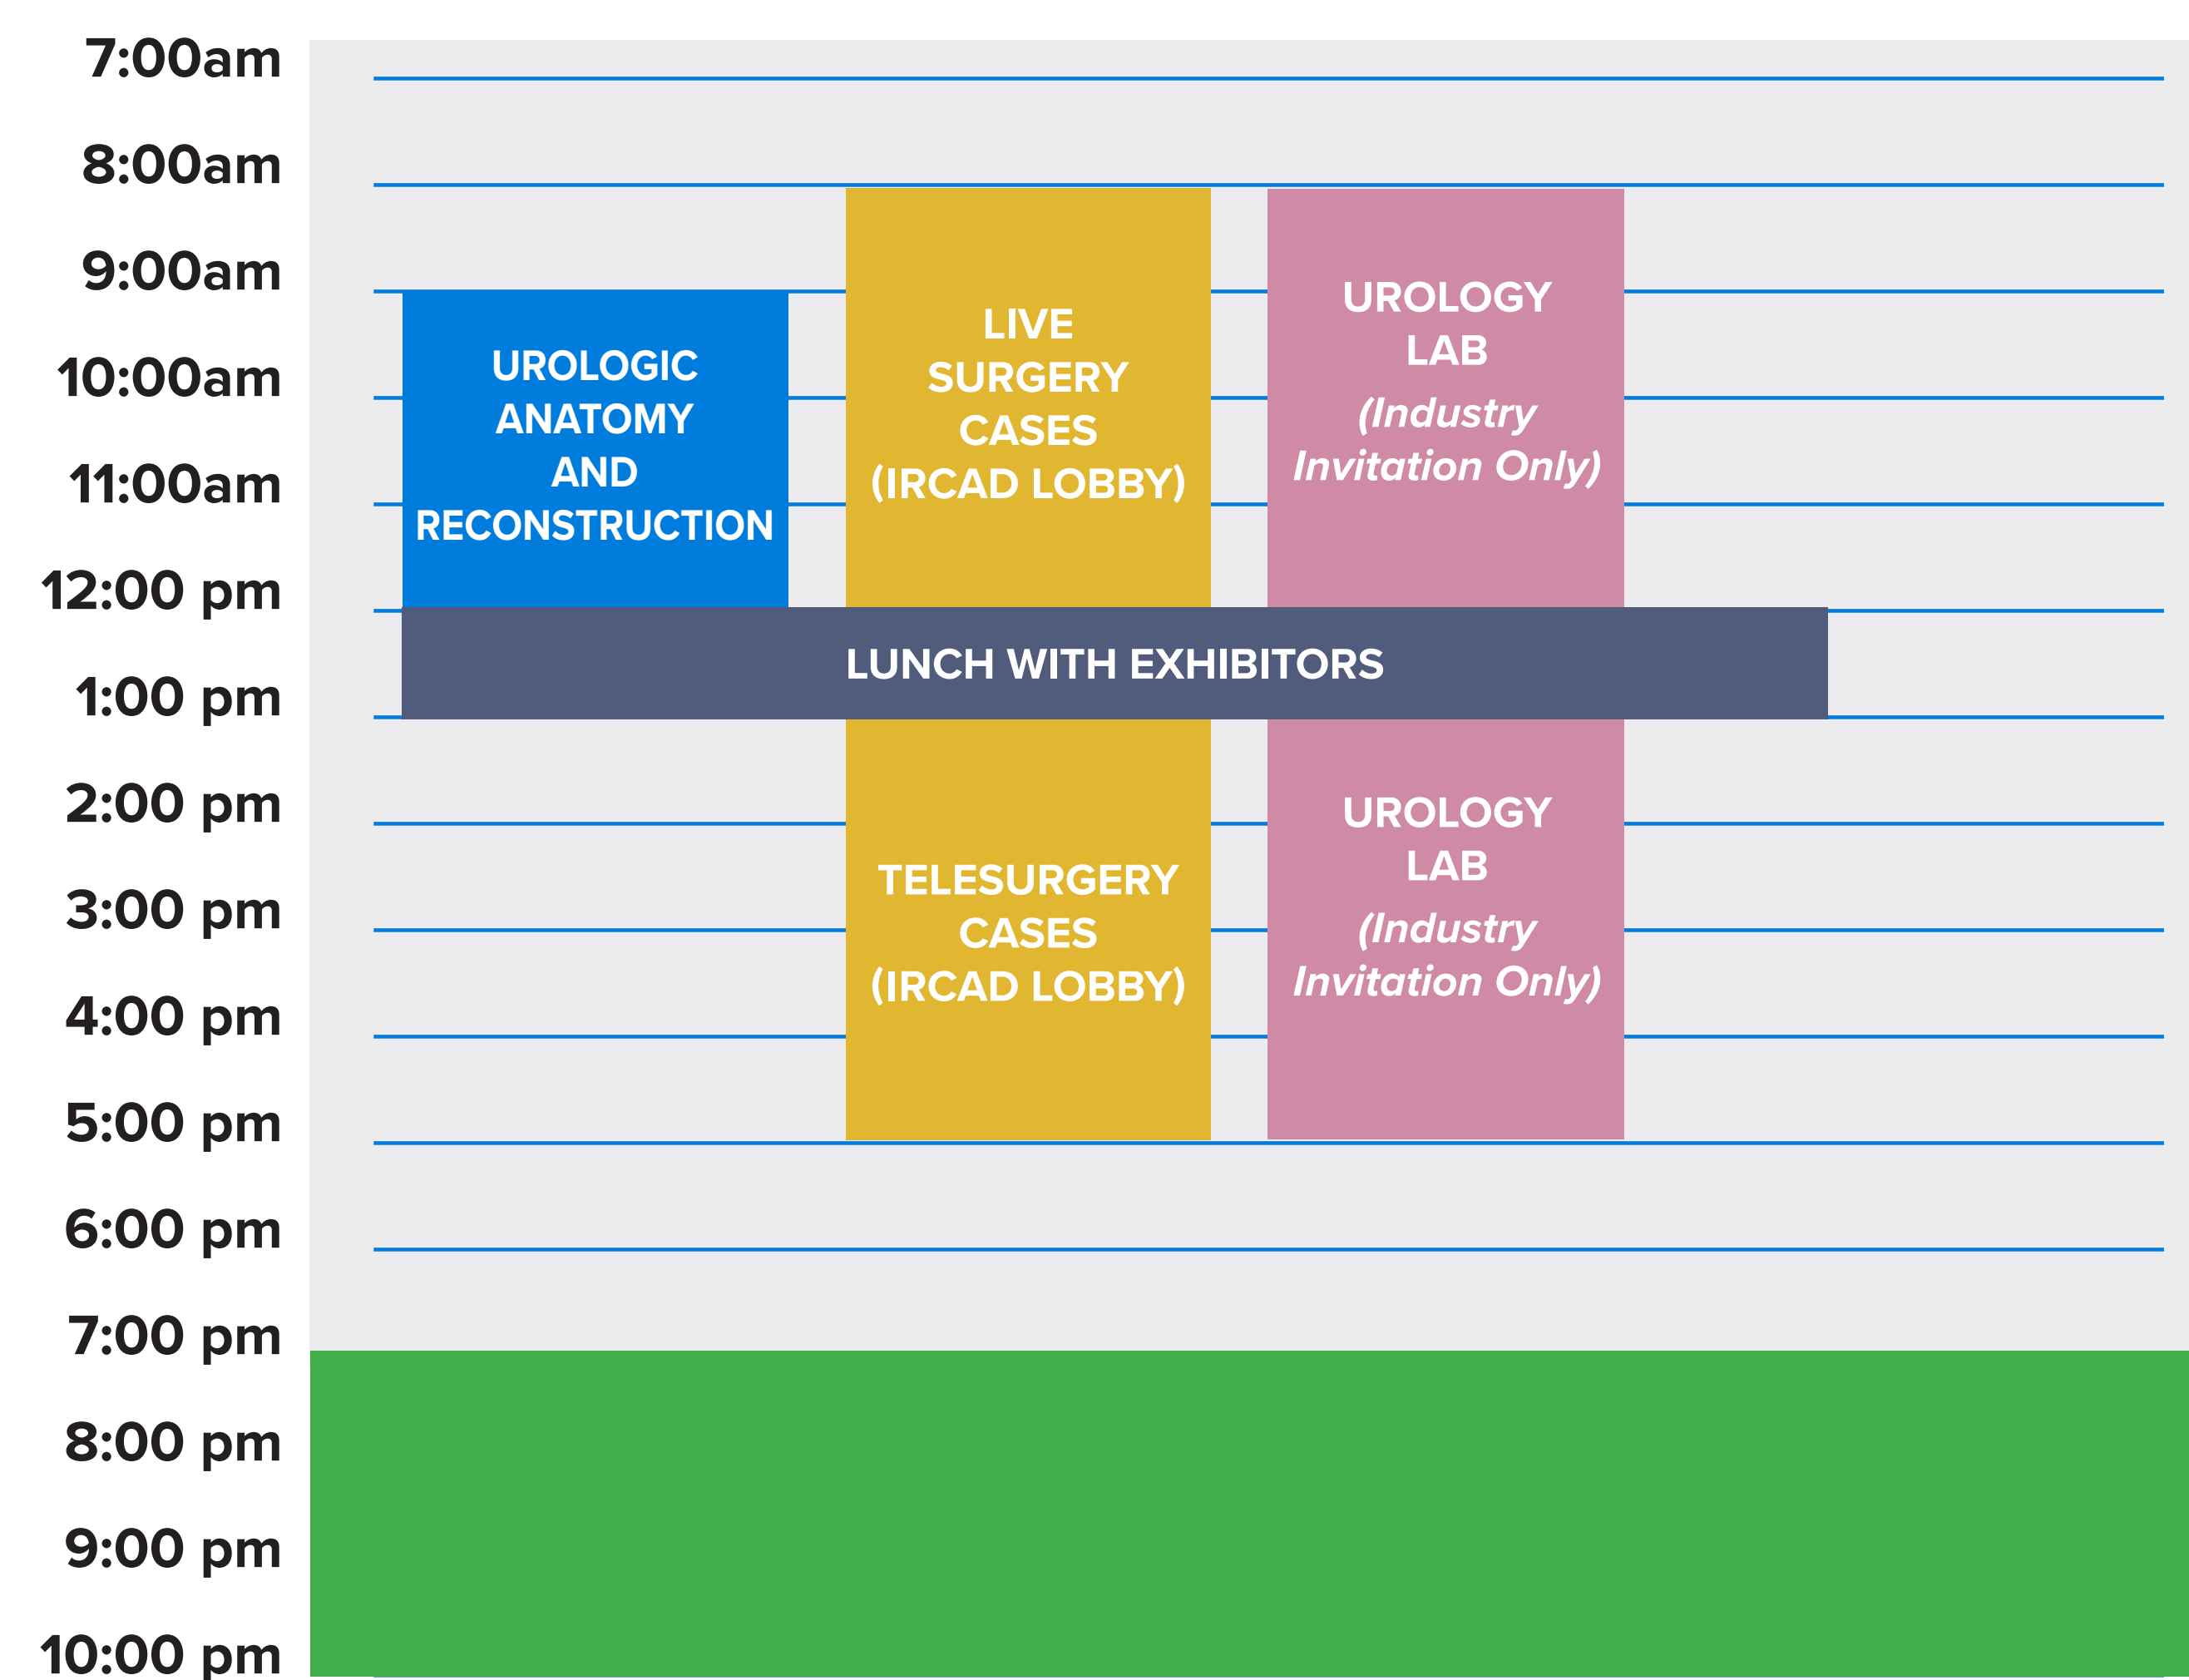 7:00am
8:00am
9:00am
10:00am
11:00am
12:00 pm
1:00 pm
2:00 pm
3:00 pm
4:00 pm
5:00 pm
6:00 pm
7:00 pm
8:00 pm
9:00 pm
10:00 pm
UROLOGIC
ANATOMY
AND
RECONSTRUCTION
LIVE
SURGERY
CASES
(IRCAD LOBBY)
UROLOGY
LAB
(Industry
Invitation Only)
LUNCH WITH EXHIBITORS
TELESURGERY
CASES
(IRCAD LOBBY)
UROLOGY
LAB
(Industry
Invitation Only)